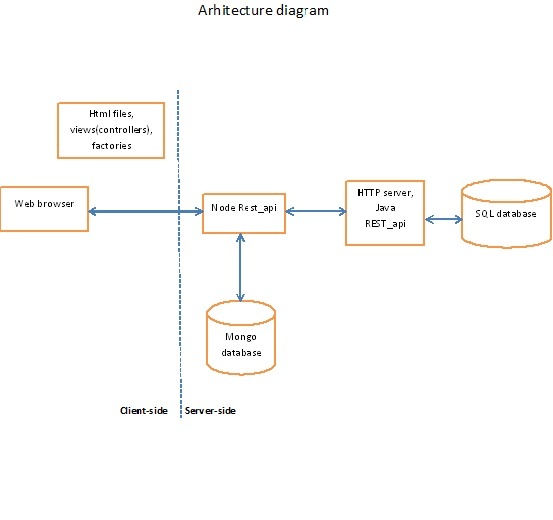 Arhitecture diagram
Html files,
views(controllers),
factories
Web browser
Node Rest_api
HTTP server,
Java
REST_api
SQL database
Mongo
database
Client-side
Server-side